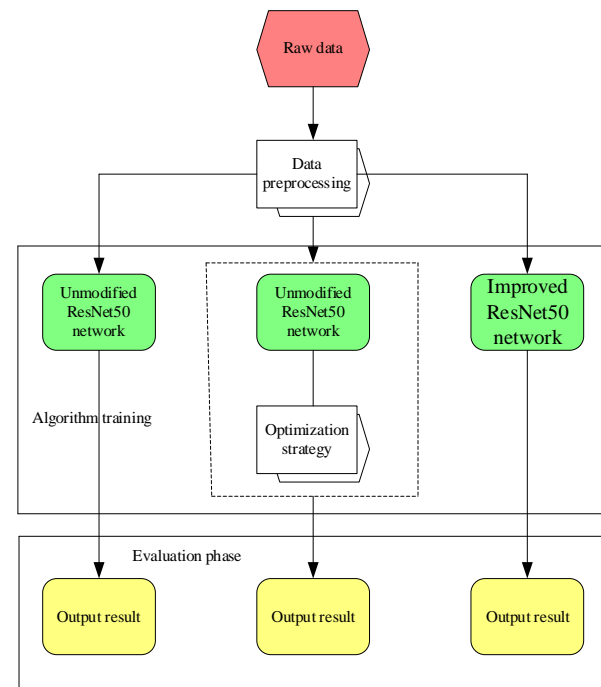 Raw data
Data
preprocessing
Unmodified
ResNet50
network
Unmodified
ResNet50
network
Improved
ResNet50
network
Algorithm training
Optimization
strategy
Evaluation phase
Output result
Output result
Output result